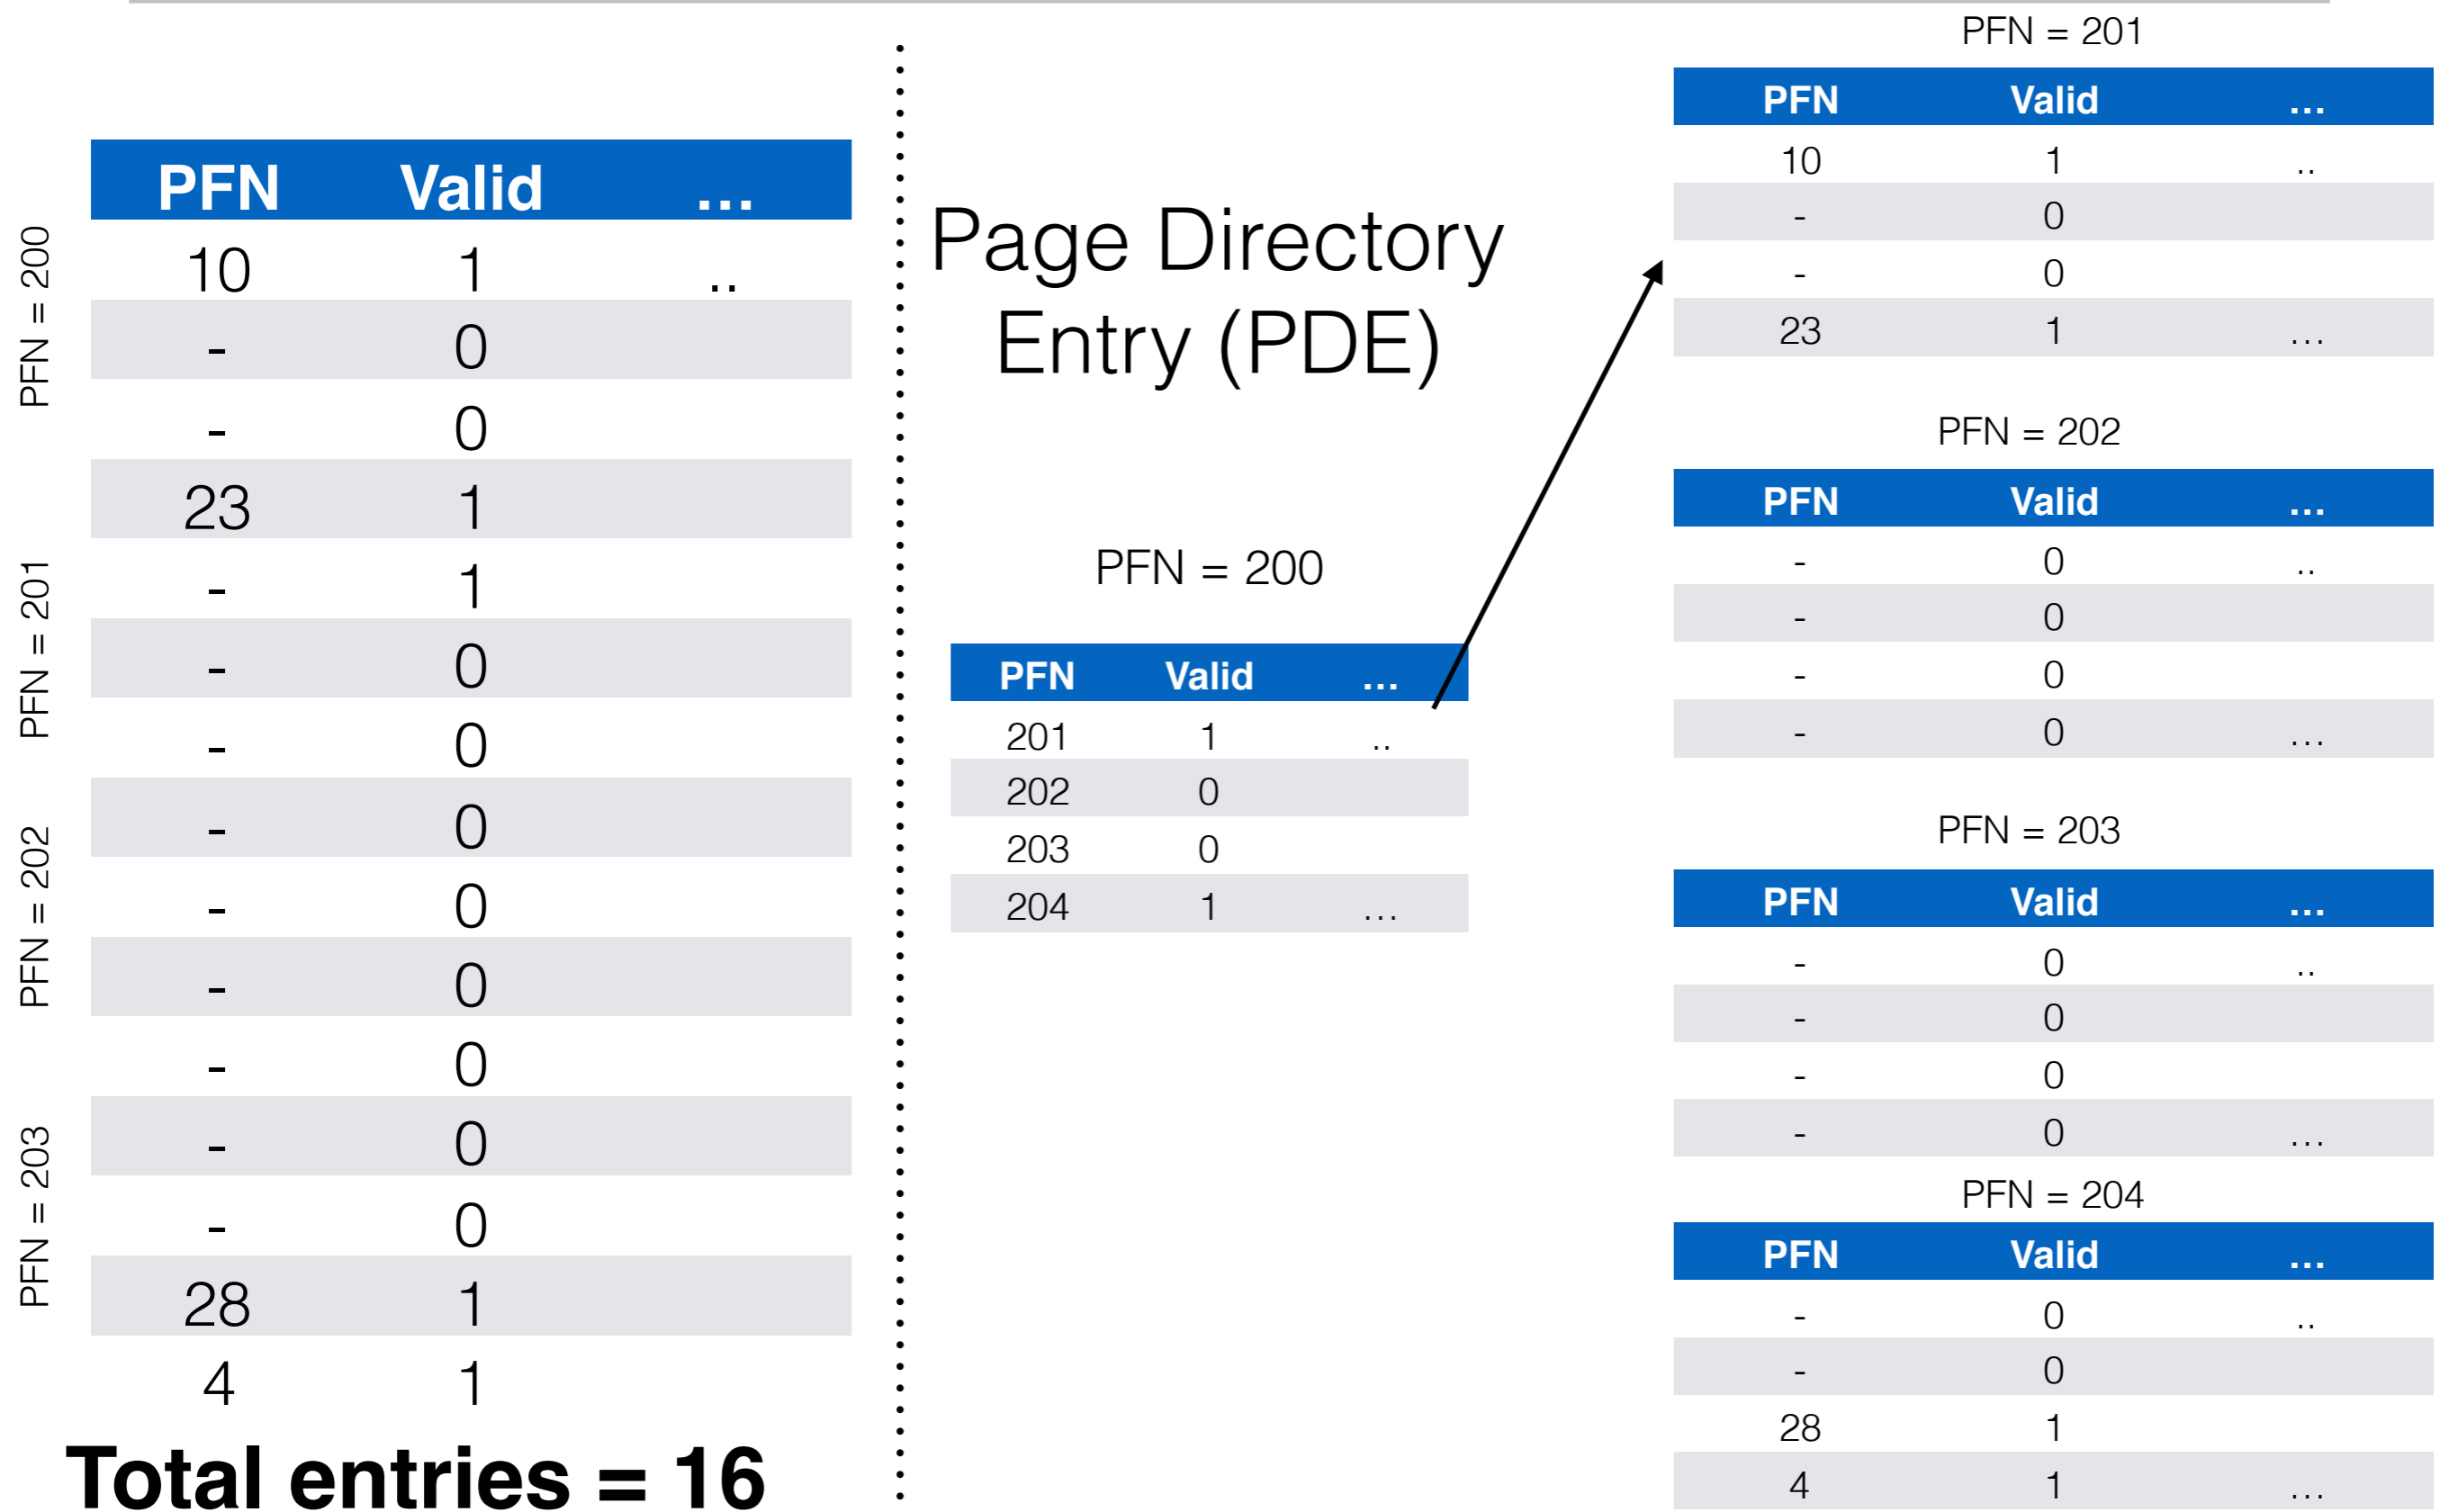 PFN Valid ...
10 1 ..
- 0
- 0
23 1
- 1
- 0
- 0
- 0
- 0
- 0
- 0
- 0
- 0
28 1
4 1
PFN = 200
PFN = 201
PFN = 202
PFN = 203
Total entries = 16
Page Directory
Entry (PDE)
PFN = 200
PFN Valid ...
201 1 ..
202 0
203 0
204 1 ...
PFN = 201
PFN Valid ...
10 1 ..
- 0
- 0
23 1 ...
PFN = 202
PFN Valid ...
- 0 ..
- 0
- 0
- 0 ...
PFN = 203
PFN Valid ...
- 0 ..
- 0
- 0
- 0 ...
PFN = 204
PFN Valid ...
- 0 ..
- 0
28 1
4 1 ...